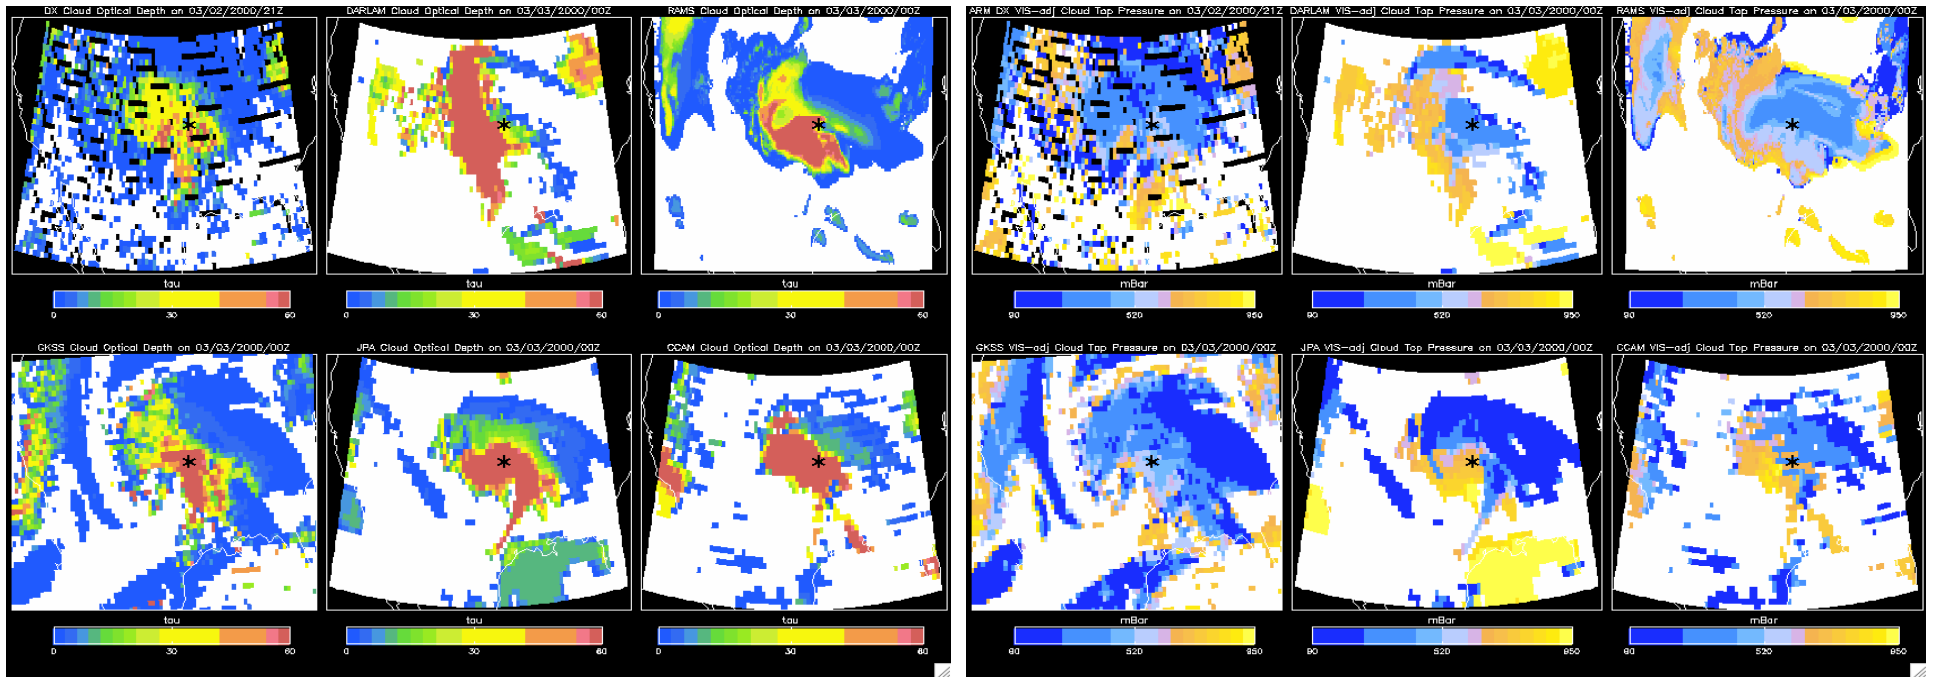 DX Cloud Optical Depth on 03/02/2000/21Z
DARLAM Cloud Optical Depth on 03/03/2000/00Z
RAMS Cloud Optical Depth on 03/03/2000/00Z
ARM DX VIS-adj Cloud Top Pressure on 03/02/2000/21Z
DARLAM VIS-adj Cloud Top Pressure on 03/03/2000/00Z
RAMS VIS-adj Cloud Top Pressure on 03/03/2000/00Z
tau
tau
tau
mBar
mBar
mBar
0 30 60
0 30 60
0 30 60
90 520 950
90 520 950
90 520 950
GKSS Cloud Optical Depth on 03/03/2000/00Z
JPA Cloud Optical Depth on 03/03/2000/00Z
CCAM Cloud Optical Depth on 03/03/2000/00Z
GKSS VIS-adj Cloud Top Pressure on 03/03/2000/00Z
JPA VIS-adj Cloud Top Pressure on 03/03/2000/00Z
CCAM VIS-adj Cloud Top Pressure on 03/03/2000/00Z
tau
tau
tau
mBar
mBar
mBar
0 30 60
0 30 60
0 30 60
90 520 950
90 520 950
90 520 950